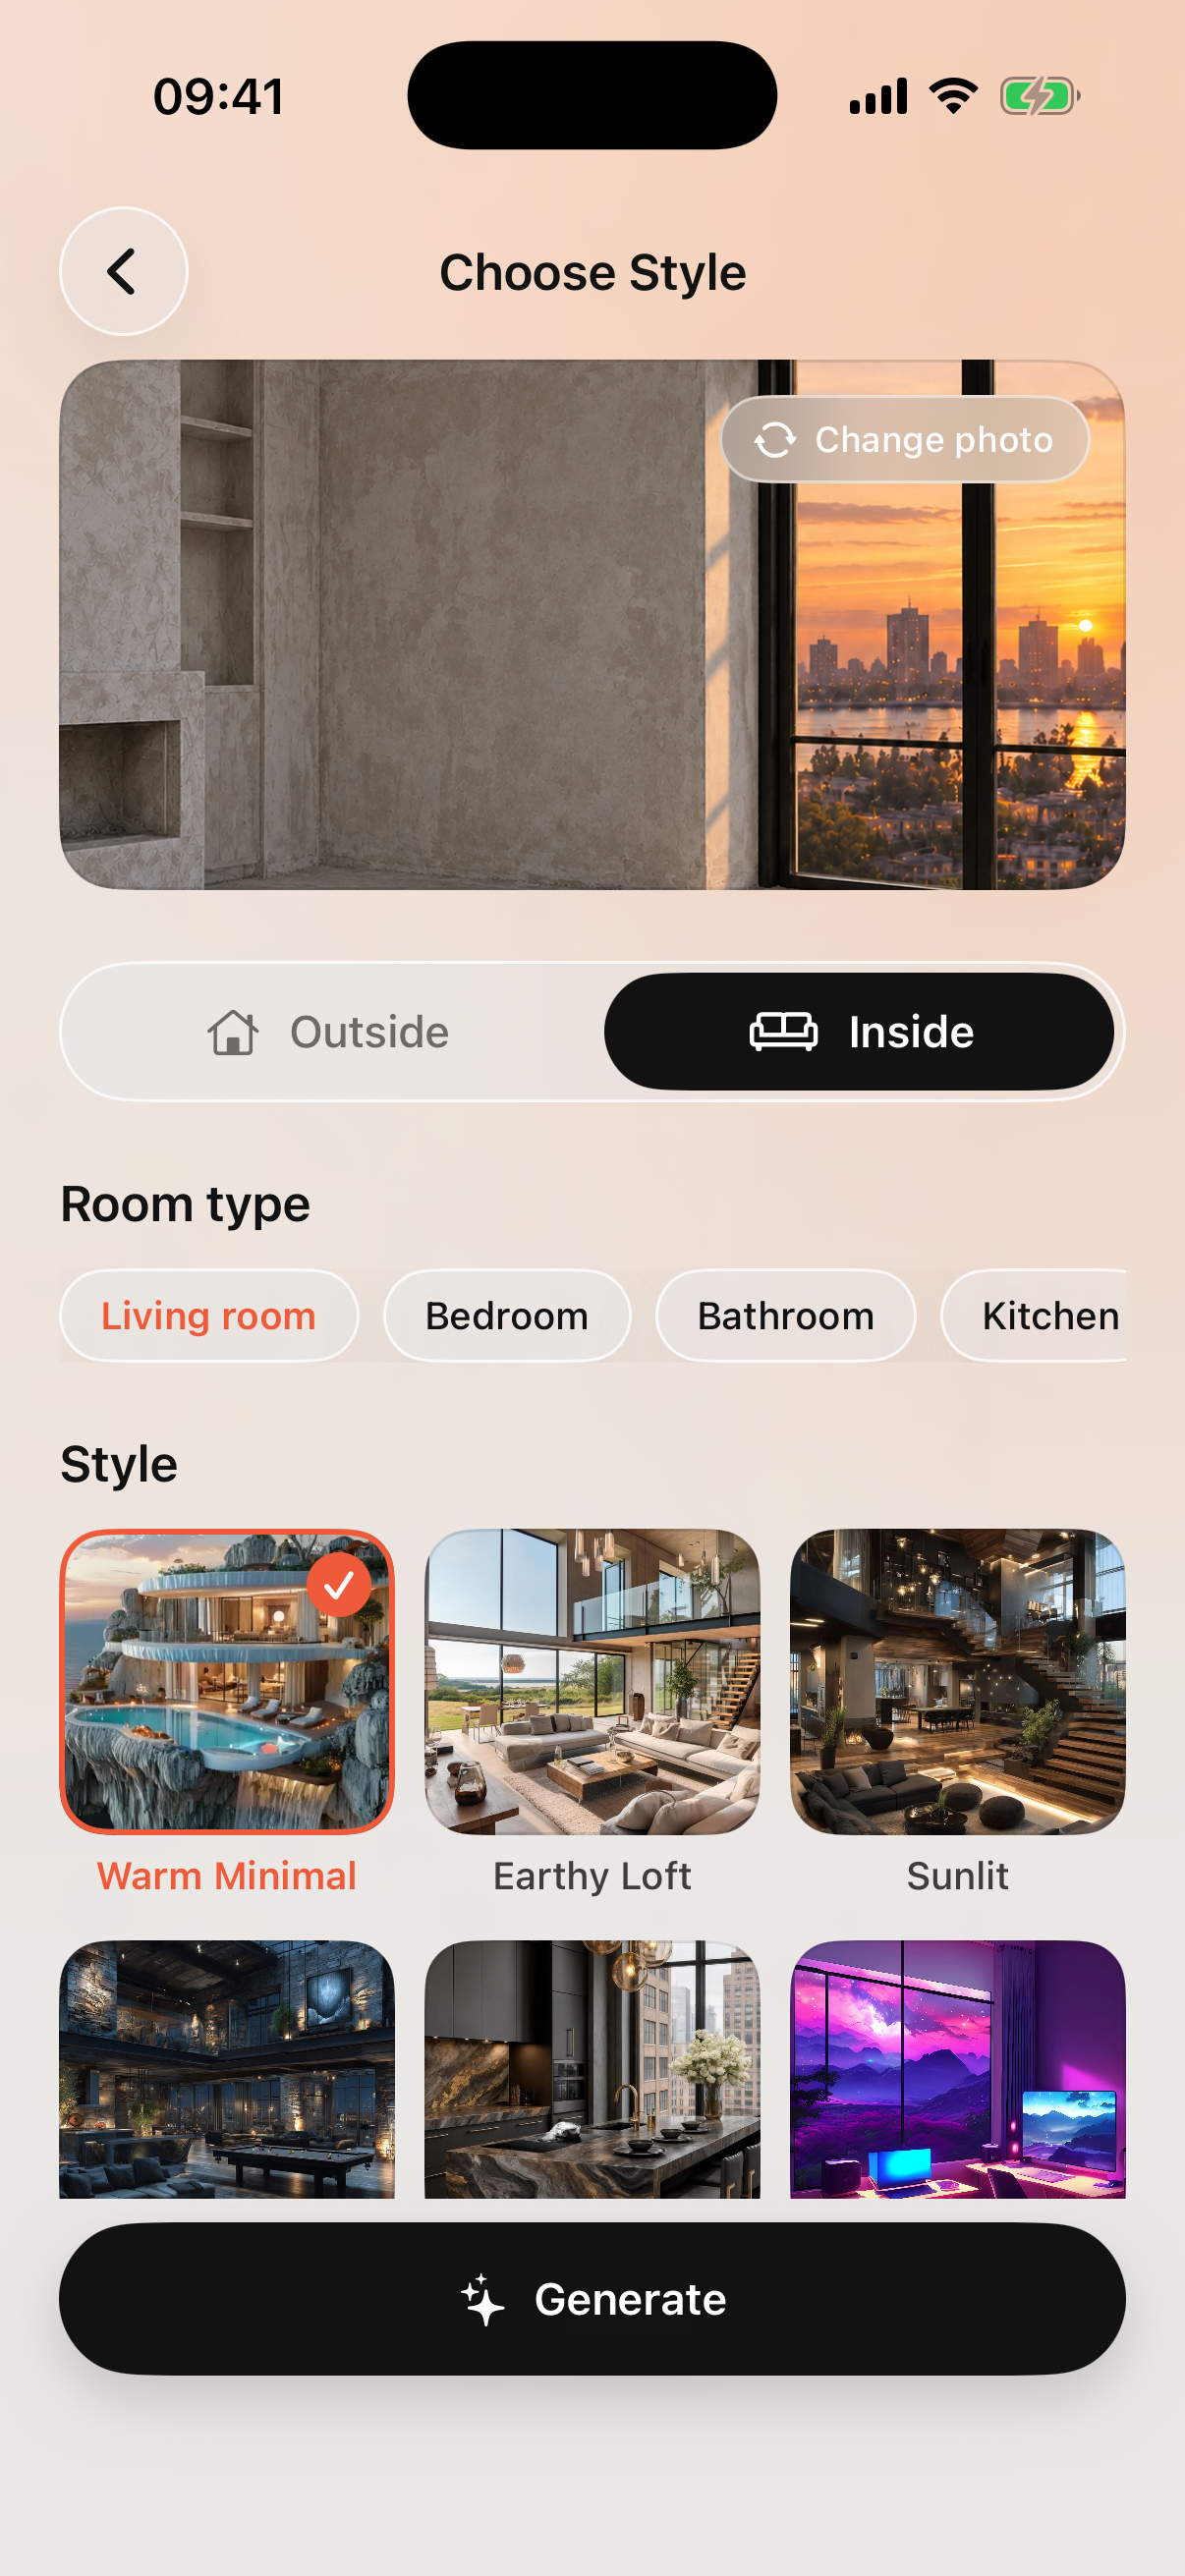 09:41
Choose Style
Change photo
Outside
Inside
Room type
Living room
Bedroom
Bathroom
Kitchen
Style
Warm Minimal
Earthy Loft
Sunlit
Generate